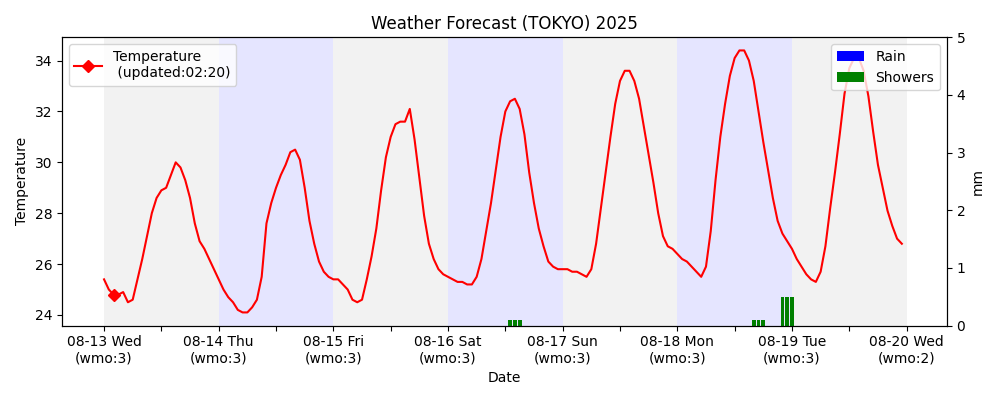 Weather Forecast (TOKYO) 2025
Temperature
(updated:02:20)
Rain
Showers
34
32
30
28
26
24
Temperature
5
4
3
2
1
0
mm
08-13 Wed 08-14 Thu 08-15 Fri 08-16 Sat 08-17 Sun 08-18 Mon 08-19 Tue 08-20 Wed
(wmo:3) (wmo:3) (wmo:3) (wmo:3) (wmo:3) (wmo:3) (wmo:3) (wmo:2)
Date